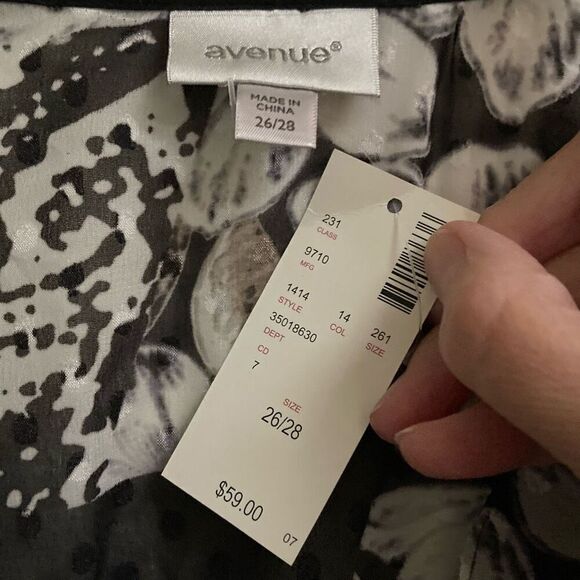 avenue®
MADE IN
CHINA
26/28
231
CLASS
9710
MFG
1414 14 261
STYLE COL SIZE
35018630
DEPT
CD
7
SIZE
26/28
$59.00
07